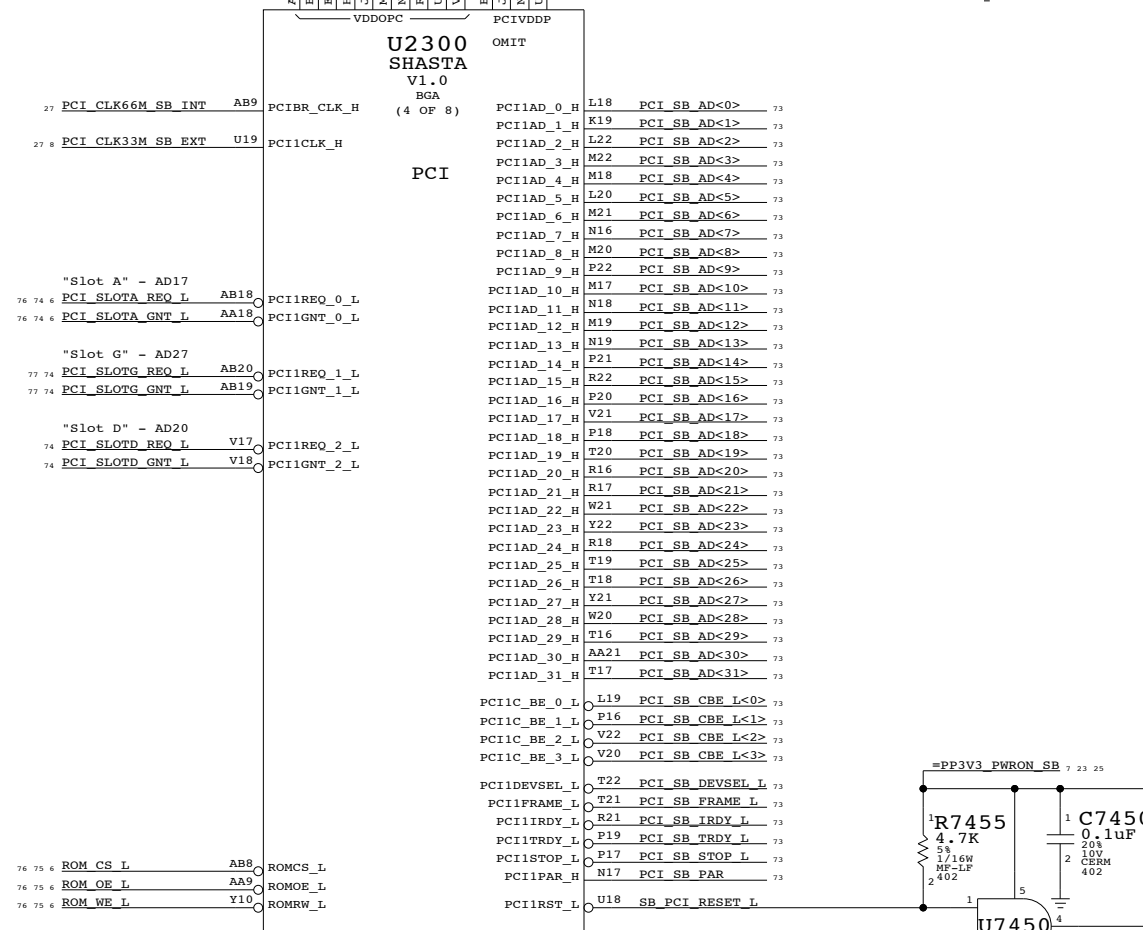 VDDOPC PCIVDDP
U2300 OMIT
SHASTA
V1.0
BGA
(4 OF 8)
PCI
27 PCI_CLK66M_SB_INT AB9 PCIBR_CLK_H
27 8 PCI_CLK33M_SB_EXT U19 PCI1CLK_H
"Slot A" - AD17
76 74 6 PCI_SLOTA_REQ_L AB18 PCI1REQ_0_L
76 74 6 PCI_SLOTA_GNT_L AA18 PCI1GNT_0_L
"Slot G" - AD27
77 74 PCI_SLOTG_REQ_L AB20 PCI1REQ_1_L
77 74 PCI_SLOTG_GNT_L AB19 PCI1GNT_1_L
"Slot D" - AD20
74 PCI_SLOTD_REQ_L V17 PCI1REQ_2_L
74 PCI_SLOTD_GNT_L V18 PCI1GNT_2_L
76 75 6 ROM_CS_L AB8 ROMCS_L
76 75 6 ROM_OE_L AA9 ROMOE_L
76 75 6 ROM_WE_L Y10 ROMRW_L
PCI1AD_0_H L18 PCI_SB_AD<0> 73
PCI1AD_1_H K19 PCI_SB_AD<1> 73
PCI1AD_2_H L22 PCI_SB_AD<2> 73
PCI1AD_3_H M22 PCI_SB_AD<3> 73
PCI1AD_4_H M18 PCI_SB_AD<4> 73
PCI1AD_5_H L20 PCI_SB_AD<5> 73
PCI1AD_6_H M21 PCI_SB_AD<6> 73
PCI1AD_7_H N16 PCI_SB_AD<7> 73
PCI1AD_8_H M20 PCI_SB_AD<8> 73
PCI1AD_9_H P22 PCI_SB_AD<9> 73
PCI1AD_10_H M17 PCI_SB_AD<10> 73
PCI1AD_11_H N18 PCI_SB_AD<11> 73
PCI1AD_12_H M19 PCI_SB_AD<12> 73
PCI1AD_13_H N19 PCI_SB_AD<13> 73
PCI1AD_14_H P21 PCI_SB_AD<14> 73
PCI1AD_15_H R22 PCI_SB_AD<15> 73
PCI1AD_16_H P20 PCI_SB_AD<16> 73
PCI1AD_17_H V21 PCI_SB_AD<17> 73
PCI1AD_18_H P18 PCI_SB_AD<18> 73
PCI1AD_19_H T20 PCI_SB_AD<19> 73
PCI1AD_20_H R16 PCI_SB_AD<20> 73
PCI1AD_21_H R17 PCI_SB_AD<21> 73
PCI1AD_22_H W21 PCI_SB_AD<22> 73
PCI1AD_23_H Y22 PCI_SB_AD<23> 73
PCI1AD_24_H R18 PCI_SB_AD<24> 73
PCI1AD_25_H T19 PCI_SB_AD<25> 73
PCI1AD_26_H T18 PCI_SB_AD<26> 73
PCI1AD_27_H Y21 PCI_SB_AD<27> 73
PCI1AD_28_H W20 PCI_SB_AD<28> 73
PCI1AD_29_H T16 PCI_SB_AD<29> 73
PCI1AD_30_H AA21 PCI_SB_AD<30> 73
PCI1AD_31_H T17 PCI_SB_AD<31> 73
PCI1C_BE_0_L L19 PCI_SB_CBE_L<0> 73
PCI1C_BE_1_L P16 PCI_SB_CBE_L<1> 73
PCI1C_BE_2_L V22 PCI_SB_CBE_L<2> 73
PCI1C_BE_3_L V20 PCI_SB_CBE_L<3> 73
PCI1DEVSEL_L T22 PCI_SB_DEVSEL_L 73
PCI1FRAME_L T21 PCI_SB_FRAME_L 73
PCI1IRDY_L R21 PCI_SB_IRDY_L 73
PCI1TRDY_L P19 PCI_SB_TRDY_L 73
PCI1STOP_L P17 PCI_SB_STOP_L 73
PCI1PAR_H N17 PCI_SB_PAR 73
PCI1RST_L U18 SB_PCI_RESET_L
=PP3V3_PWRON_SB 7 23 25
1 R7455
4.7K
5%
1/16W
MF-LF
2 402
1 C7450
0.1uF
20%
10V
2 CERM
402
1 5
U7450 4